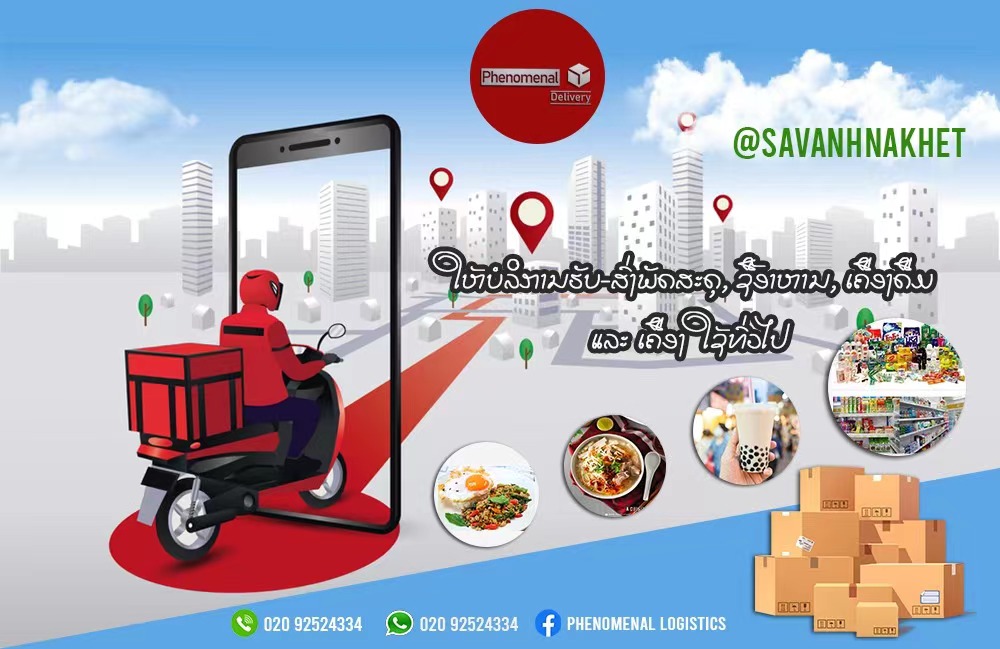 Phenomenal
Delivery
@SAVANHNAKHET
ໃຫ້ບໍລິການຮັບ-ສົ່ງພັດສະດຸ, ຊື້ອາຫານ, ເຄື່ອງດື່ມ
ແລະ ເຄື່ອງ ໃຊ້ທົ່ວໄປ
020 92524334
020 92524334
PHENOMENAL LOGISTICS